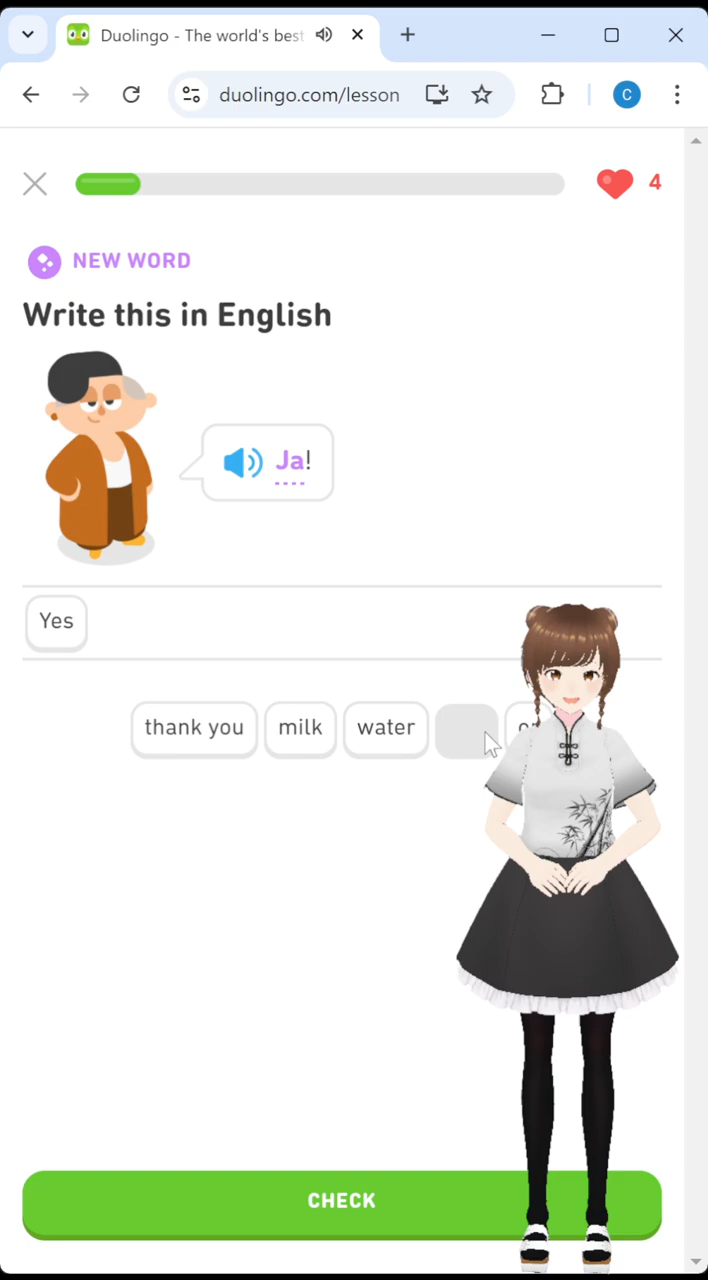 Duolingo - The world's best
duolingo.com/lesson
C
4
NEW WORD
Write this in English
Ja!
Yes
thank you milk water
CHECK